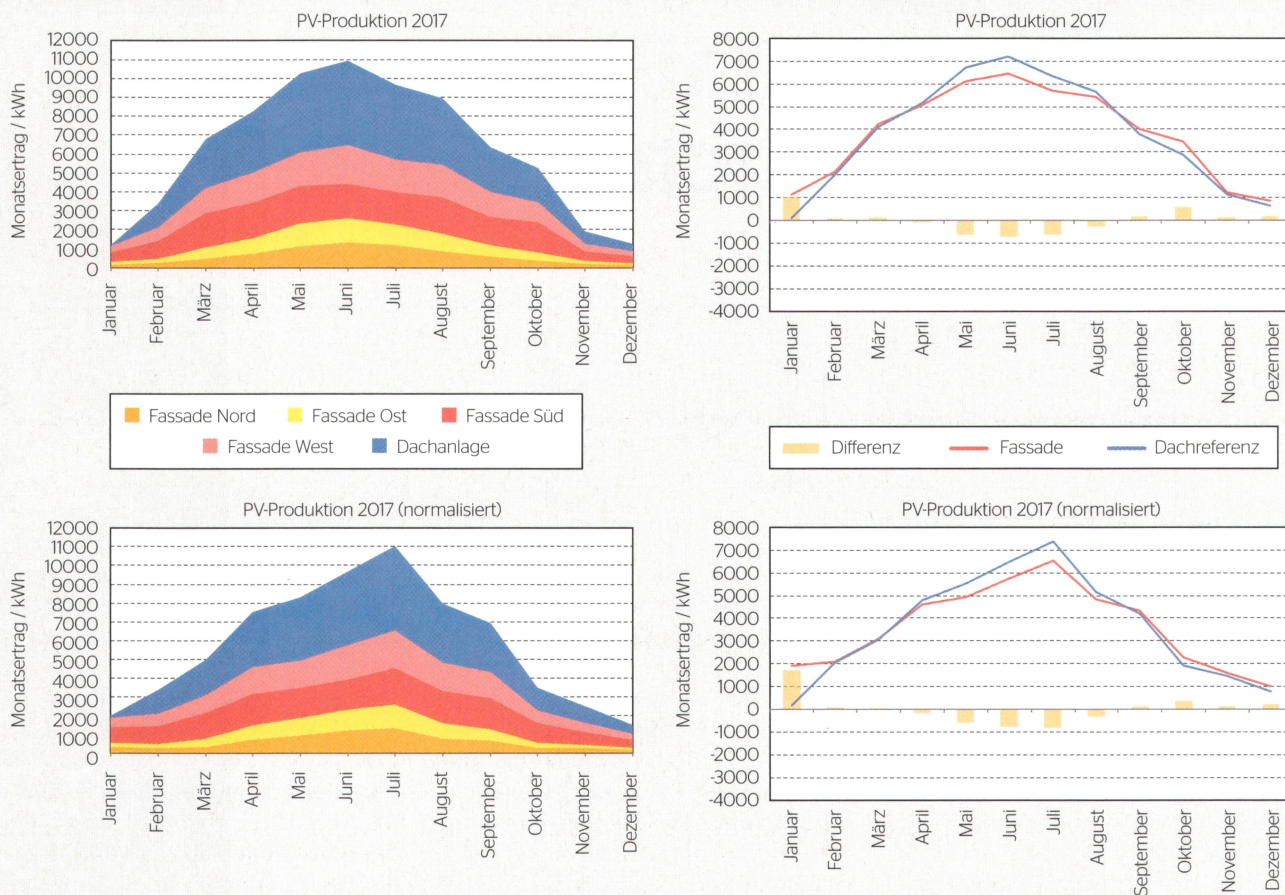 PV-Produktion 2017
Monatsertrag / kWh
12000
11000
10000
9000
8000
7000
6000
5000
4000
3000
2000
1000
0
Januar
Februar
März
April
Mai
Juni
Juli
August
September
Oktober
November
Dezember
Fassade Nord Fassade Ost Fassade Süd
Fassade West Dachanlage
PV-Produktion 2017 (normalisiert)
Monatsertrag / kWh
12000
11000
10000
9000
8000
7000
6000
5000
4000
3000
2000
1000
0
Januar
Februar
März
April
Mai
Juni
Juli
August
September
Oktober
November
Dezember
PV-Produktion 2017
Monatsertrag / kWh
8000
7000
6000
5000
4000
3000
2000
1000
0
-1000
-2000
-3000
-4000
Januar
Februar
März
April
Mai
Juni
Juli
August
September
Oktober
November
Dezember
Differenz Fassade Dachreferenz
PV-Produktion 2017 (normalisiert)
Monatsertrag / kWh
8000
7000
6000
5000
4000
3000
2000
1000
0
-1000
-2000
-3000
-4000
Januar
Februar
März
April
Mai
Juni
Juli
August
September
Oktober
November
Dezember